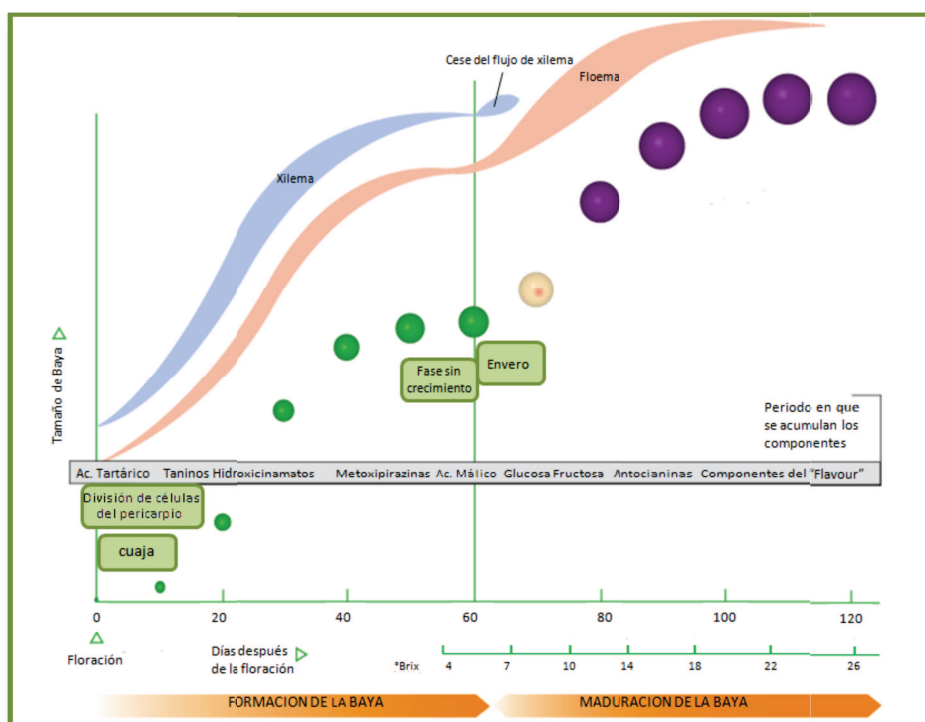 Cese del flujo de xilema
Floema
Xilema
Tamaño de Baya
Fase sin
crecimiento
Envero
Periodo en que
se acumulan los
componentes
Ac. Tartárico Taninos Hidroxicinamatos Metoxipirazinas Ac. Málico Glucosa Fructosa Antocianinas Componentes del "Flavour"
División de células
del pericarpio
cuaja
0 20 40 60 80 100 120
Floración
Días después
de la floración
°Brix 4 7 10 14 18 22 26
FORMACION DE LA BAYA MADURACION DE LA BAYA